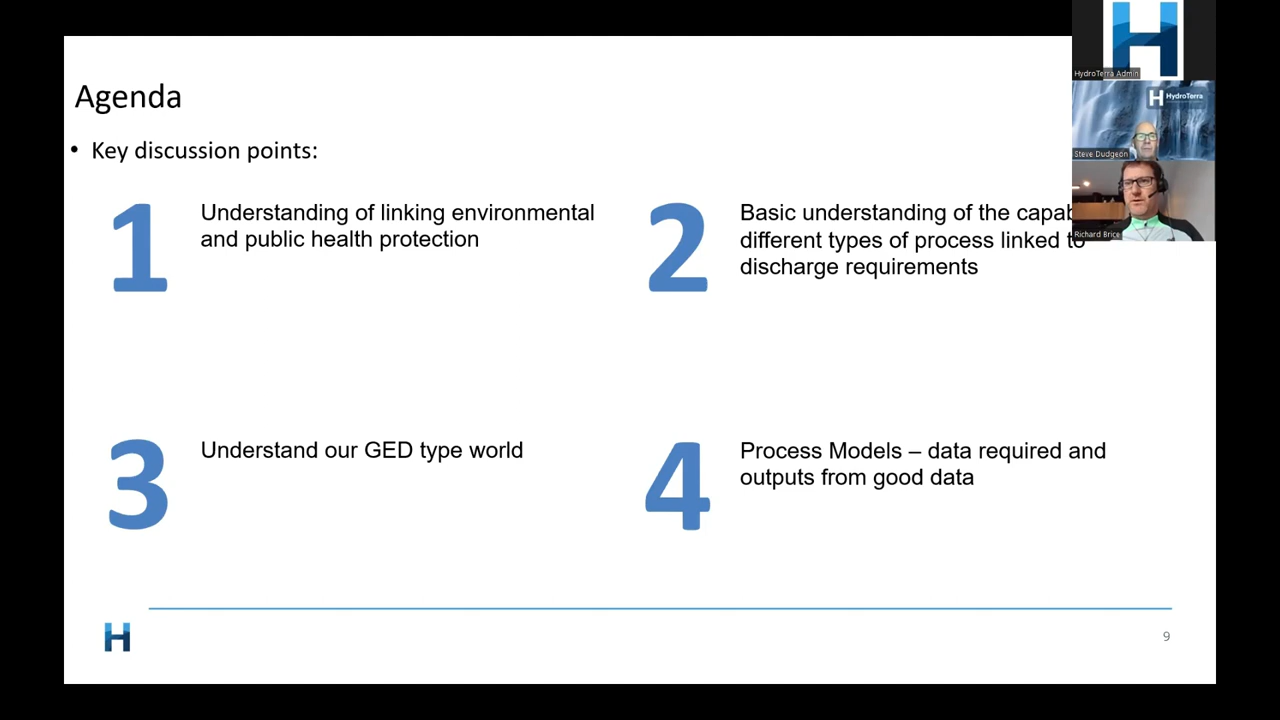 Agenda
• Key discussion points:
1
Understanding of linking environmental
and public health protection
2
Basic understanding of the
different types of process linked to
discharge requirements
3
Understand our GED type world
4
Process Models – data required and
outputs from good data
H
9
H
HydroTerra Admin
H HydroTerra
Steve Dudgeon
Richard Brice